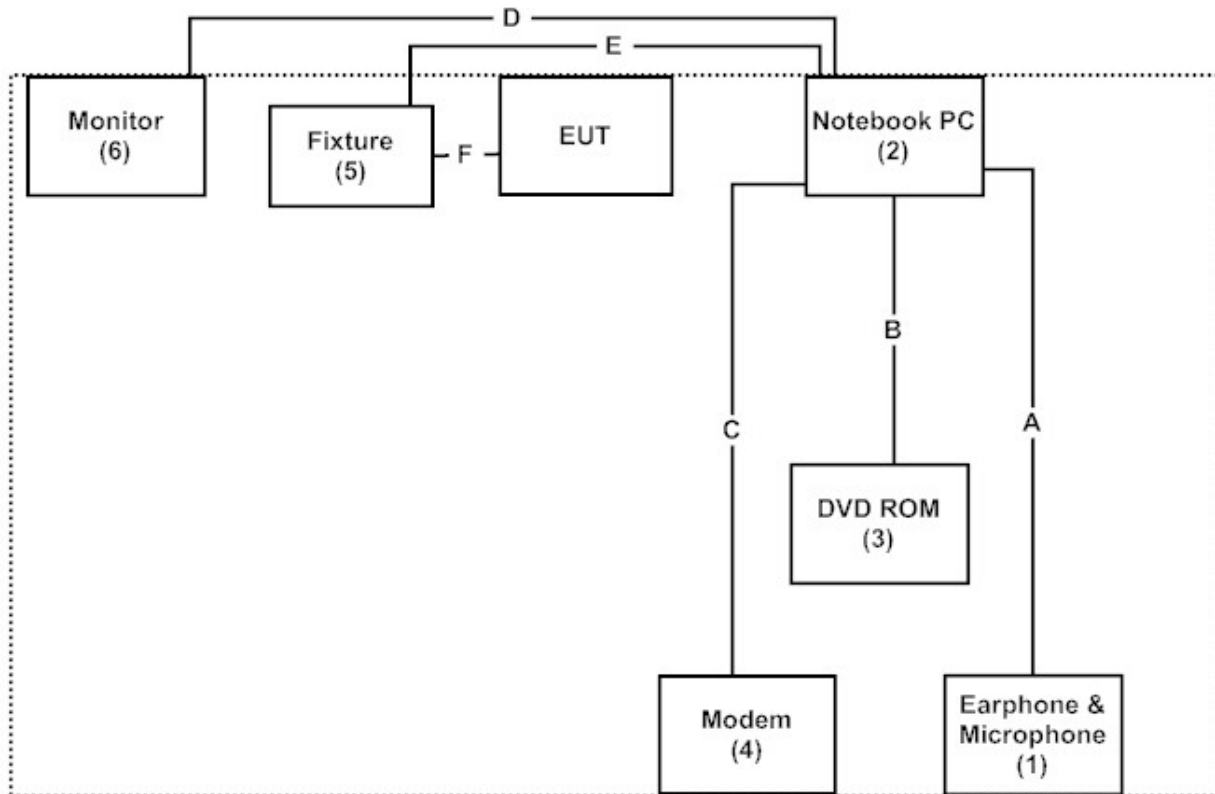 D
E
Monitor
(6)
Fixture
(5)
F
EUT
Notebook PC
(2)
B
C
A
DVD ROM
(3)
Modem
(4)
Earphone &
Microphone
(1)